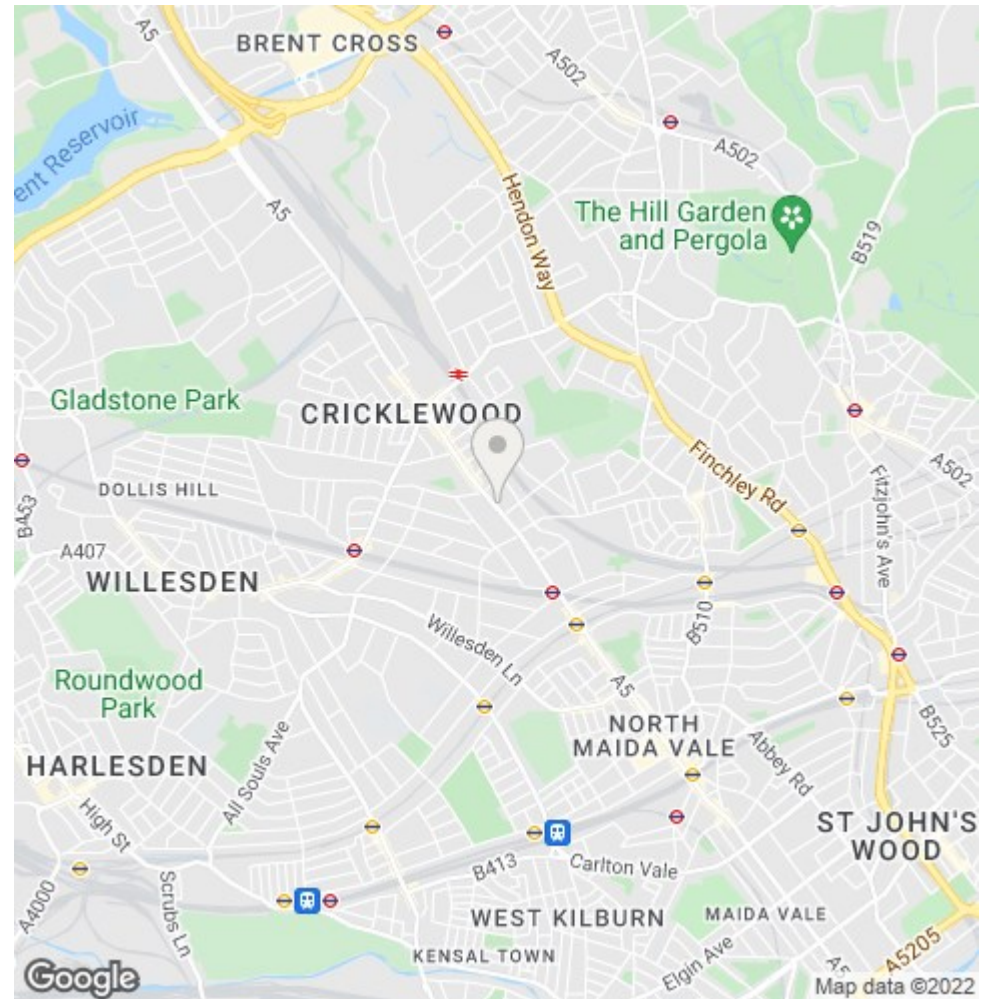 BRENT CROSS
A5
A502
ent Reservoir
A502
A5
Hendon Way
The Hill Garden
and Pergola
B519
Gladstone Park
CRICKLEWOOD
A502
Finchley Rd
Fitzjohn's Ave
DOLLIS HILL
B453
A407
WILLESDEN
B510
Willesden Ln
Roundwood
Park
A5
NORTH
MAIDA VALE
Abbey Rd
B525
HARLESDEN
All Souls Ave
High St
ST JOHN'S
WOOD
B413
Carlton Vale
A4000
Scrubs Ln
WEST KILBURN
MAIDA VALE
KENSAL TOWN
Elgin Ave
A5
A5205
Google
Map data ©2022